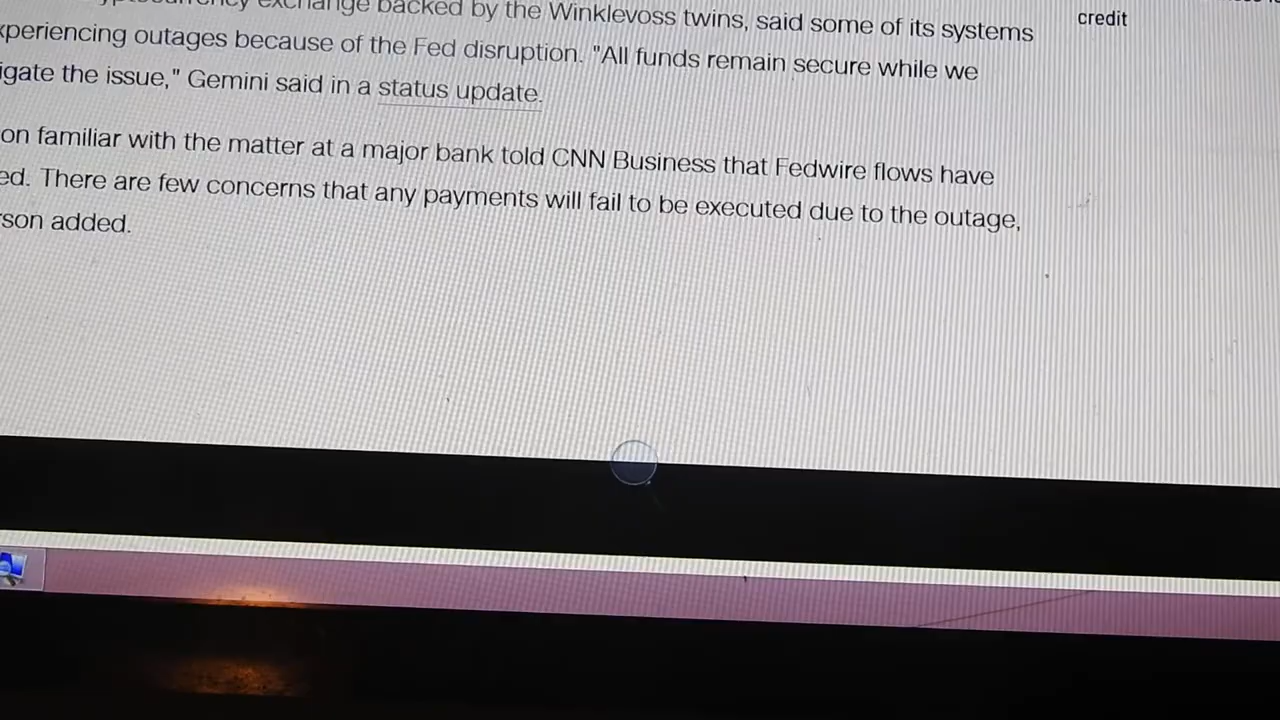 exchange backed by the Winklevoss twins, said some of its systems
xperiencing outages because of the Fed disruption. "All funds remain secure while we
igate the issue," Gemini said in a status update.
on familiar with the matter at a major bank told CNN Business that Fedwire flows have
ed. There are few concerns that any payments will fail to be executed due to the outage,
rson added.
credit